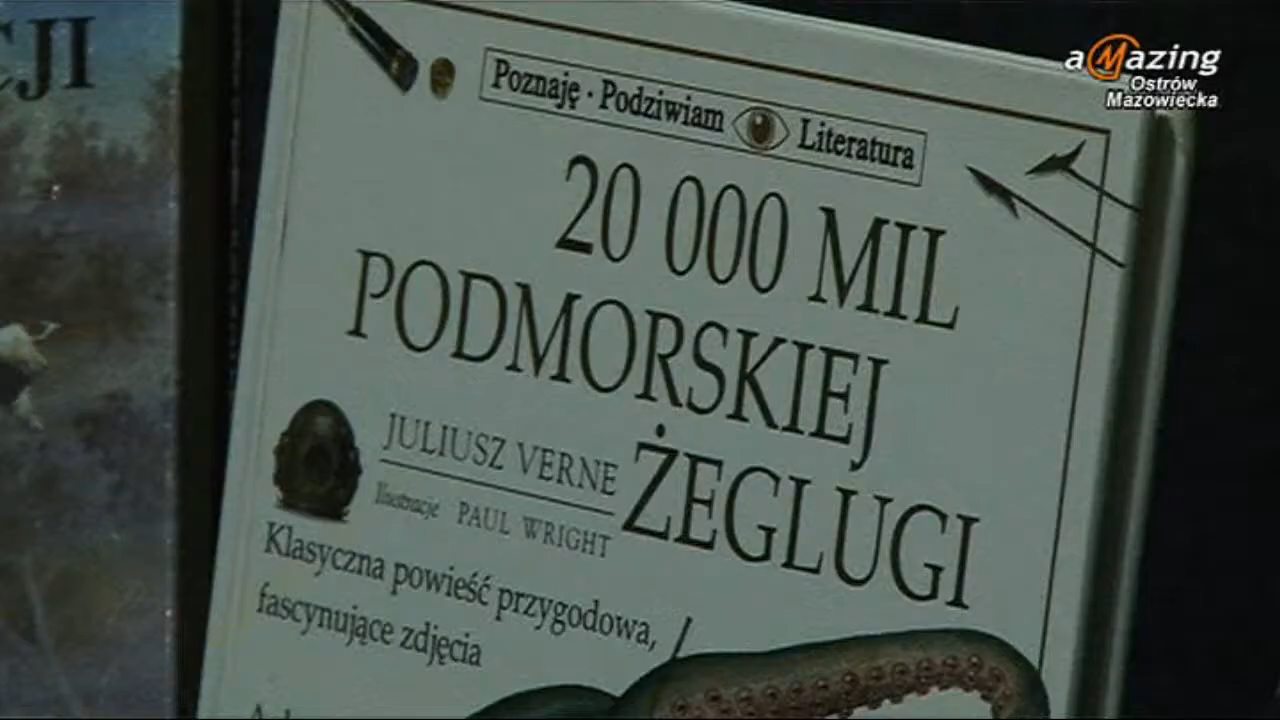 CJI
aMazing
Ostrów
Mazowiecka
Poznaję · Podziwiam Literatura
20 000 MIL
PODMORSKIEJ
ŻEGLUGI
JULIUSZ VERNE
Ilustracje PAUL WRIGHT
Klasyczna powieść przygodowa,
fascynujące zdjęcia